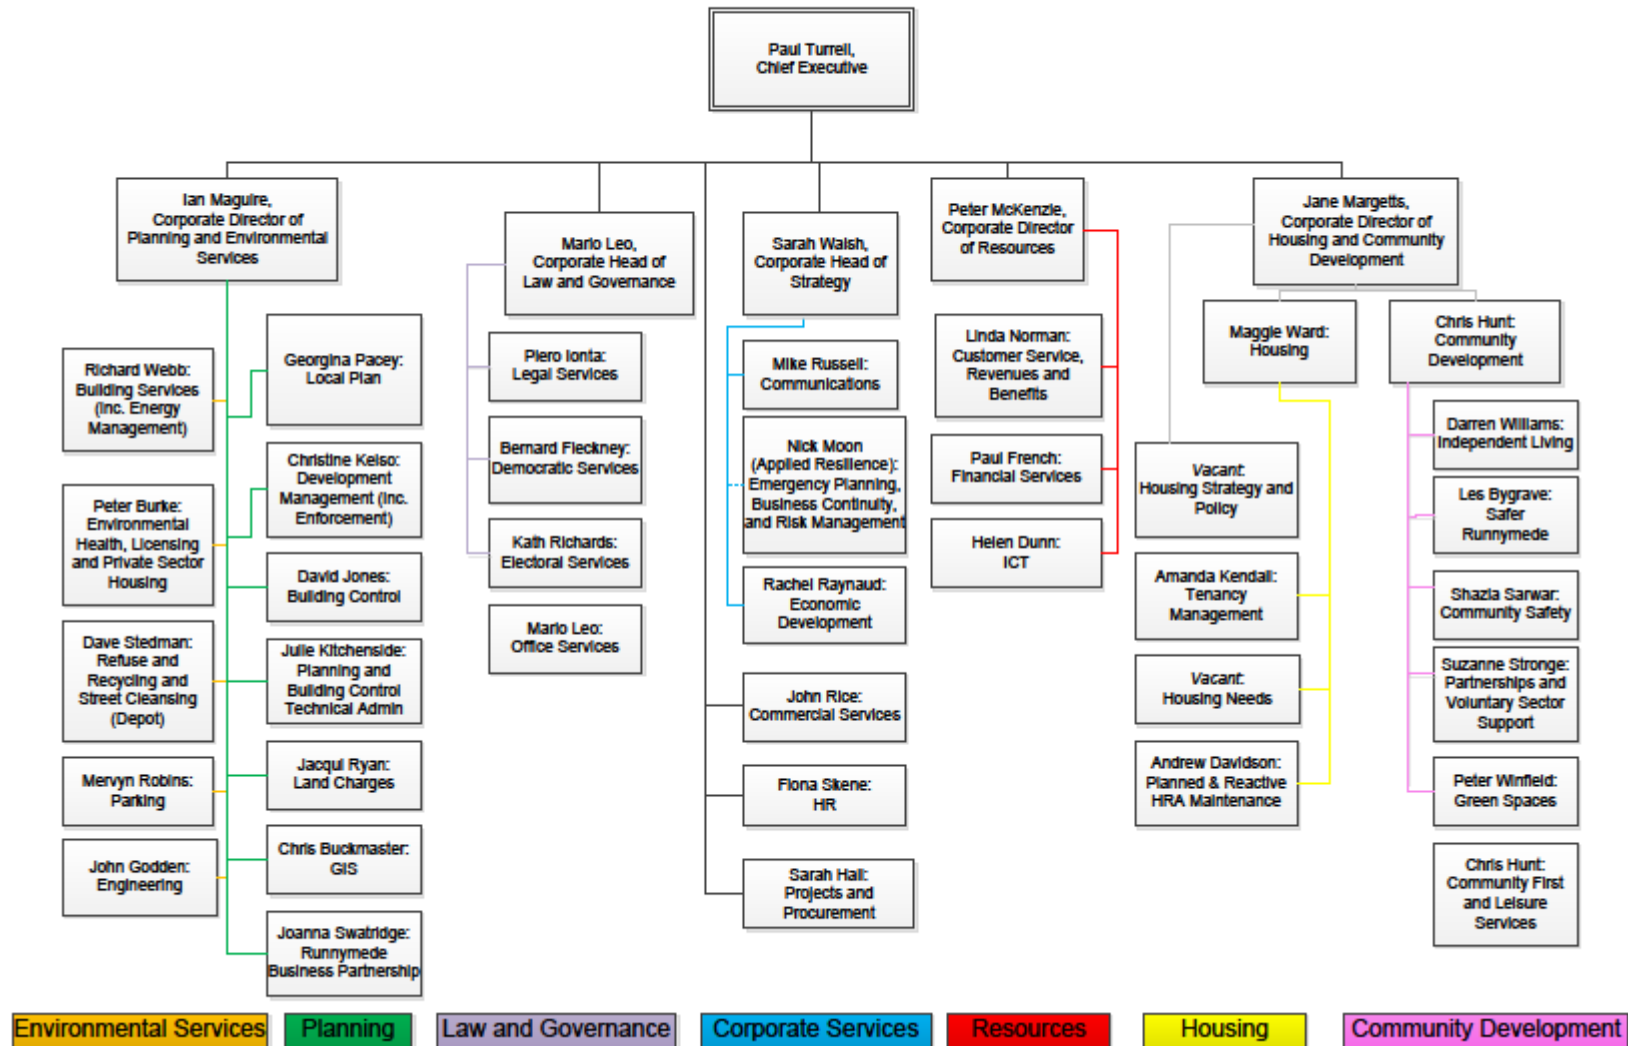 Paul Turrell,
Chief Executive
Ian Maguire,
Corporate Director of
Planning and Environmental
Services
Mario Leo,
Corporate Head of
Law and Governance
Sarah Walsh,
Corporate Head of
Strategy
Peter McKenzie,
Corporate Director
of Resources
Jane Margetts,
Corporate Director of
Housing and Community
Development
Richard Webb:
Building Services
(Inc. Energy
Management)
Peter Burke:
Environmental
Health, Licensing
and Private Sector
Housing
Dave Stedman:
Refuse and
Recycling and
Street Cleansing
(Depot)
Mervyn Robins:
Parking
John Godden:
Engineering
Georgina Pacey:
Local Plan
Christine Kelso:
Development
Management (Inc.
Enforcement)
David Jones:
Building Control
Julie Kitchenside:
Planning and
Building Control
Technical Admin
Jacqui Ryan:
Land Charges
Chris Buckmaster:
GIS
Joanna Swatridge:
Runnymede
Business Partnership
Piero Ionta:
Legal Services
Bernard Fleckney:
Democratic Services
Kath Richards:
Electoral Services
Mario Leo:
Office Services
Mike Russell:
Communications
Nick Moon
(Applied Resilience):
Emergency Planning,
Business Continuity,
and Risk Management
Rachel Raynaud:
Economic
Development
John Rice:
Commercial Services
Fiona Skene:
HR
Sarah Hall:
Projects and
Procurement
Linda Norman:
Customer Service,
Revenues and
Benefits
Paul French:
Financial Services
Helen Dunn:
ICT
Maggie Ward:
Housing
Chris Hunt:
Community
Development
Vacant:
Housing Strategy and
Policy
Amanda Kendall:
Tenancy
Management
Vacant:
Housing Needs
Andrew Davidson:
Planned & Reactive
HRA Maintenance
Darren Williams:
Independent Living
Les Bygrave:
Safer
Runnymede
Shazia Sarwar:
Community Safety
Suzanne Stronge:
Partnerships and
Voluntary Sector
Support
Peter Winfield:
Green Spaces
Chris Hunt:
Community First
and Leisure
Services
Environmental Services
Planning
Law and Governance
Corporate Services
Resources
Housing
Community Development